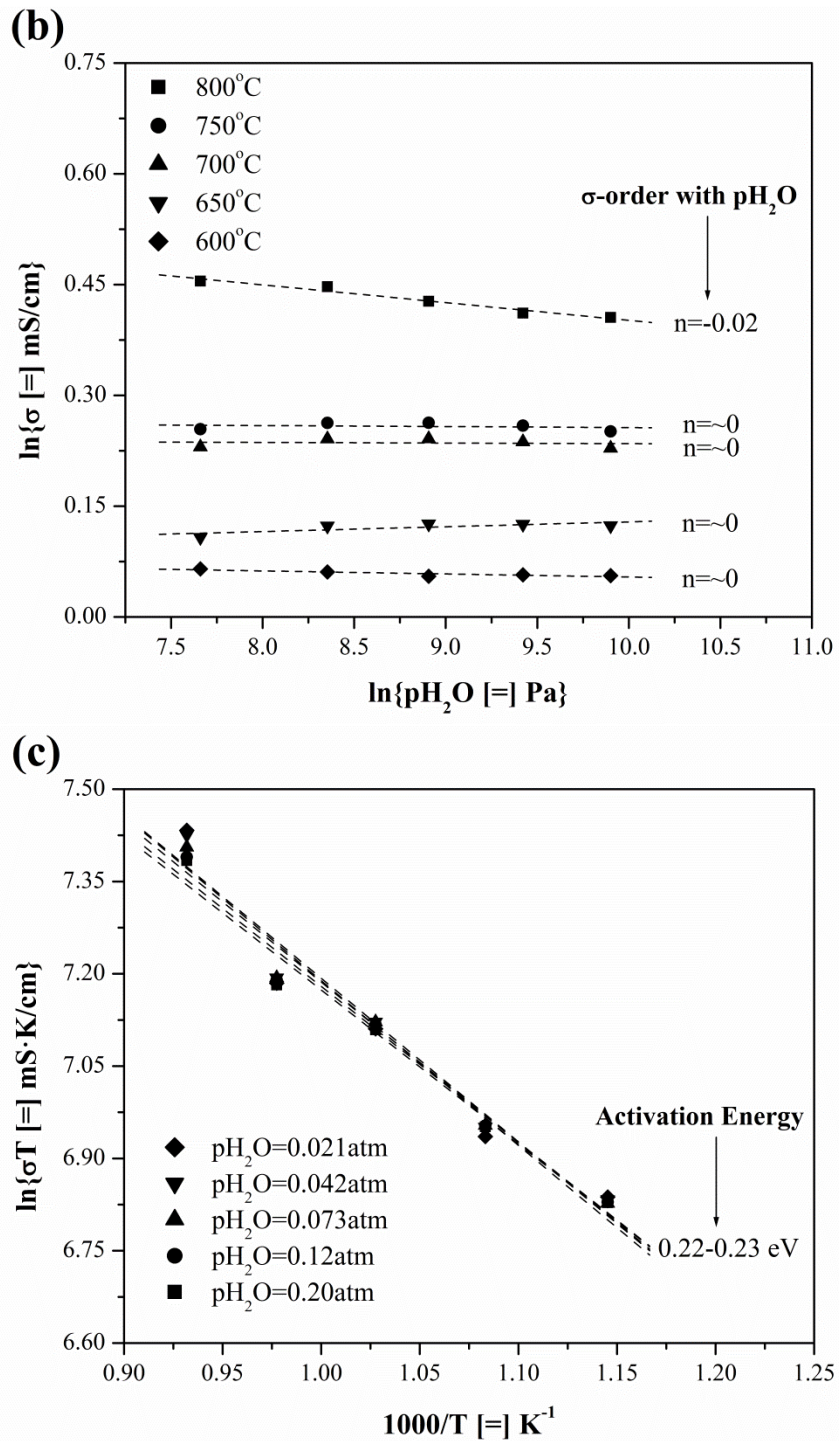 (b)
0.75
0.60
0.45
0.30
0.15
0.00
ln{σ [=] mS/cm}
800°C
750°C
700°C
650°C
600°C
σ-order with pH₂O
n=-0.02
n=~0
n=~0
n=~0
n=~0
7.5 8.0 8.5 9.0 9.5 10.0 10.5 11.0
ln{pH₂O [=] Pa}
(c)
7.50
7.35
7.20
7.05
6.90
6.75
6.60
ln{σT [=] mS·K/cm}
pH₂O=0.021atm
pH₂O=0.042atm
pH₂O=0.073atm
pH₂O=0.12atm
pH₂O=0.20atm
Activation Energy
0.22-0.23 eV
0.90 0.95 1.00 1.05 1.10 1.15 1.20 1.25
1000/T [=] K⁻¹